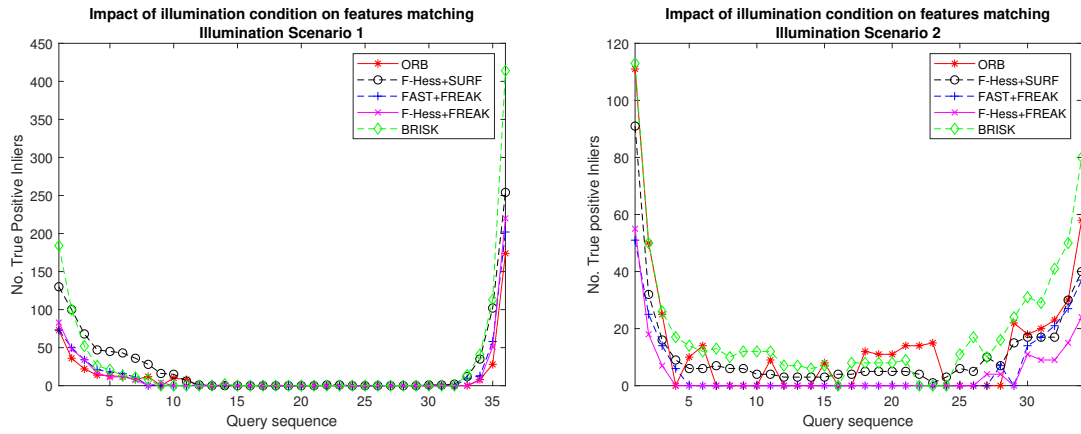 Impact of illumination condition on features matching
Illumination Scenario 1
450
400
350
300
250
200
150
100
50
0
No. True Positive Inliers
5
10
15
20
25
30
35
Query sequence
ORB
F-Hess+SURF
FAST+FREAK
F-Hess+FREAK
BRISK
Impact of illumination condition on features matching
Illumination Scenario 2
120
100
80
60
40
20
0
No. True positive Inliers
5
10
15
20
25
30
Query sequence
ORB
F-Hess+SURF
FAST+FREAK
F-Hess+FREAK
BRISK